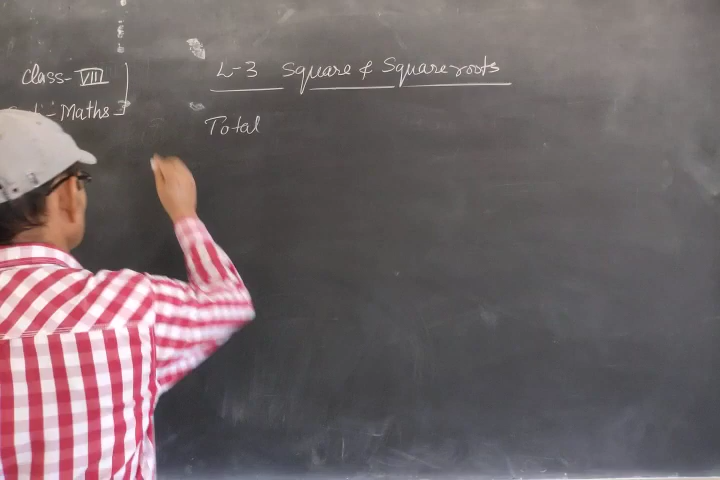 Class - VIII
Maths
L-3 Square & Square roots
Total